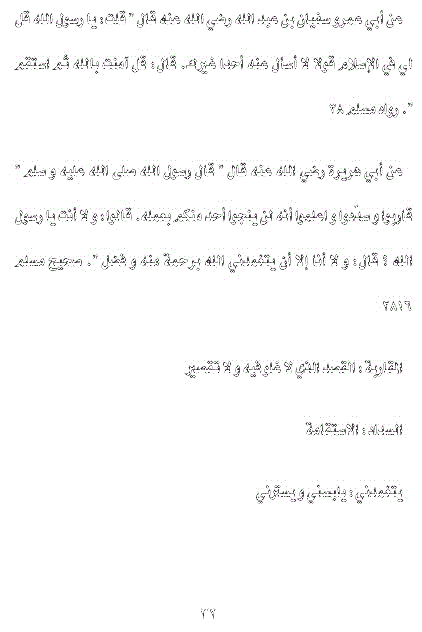 عن أبي عمرو سفيان بن عبد الله رضي الله عنه قال " قلت: يا رسول الله قل
لي في الإسلام قولا لا أسأل عنه أحدا غيرك. قال: قل آمنت بالله ثم استقم
". رواه مسلم ٣٨
عن أبي هريرة رضي الله عنه قال " قال رسول الله صلى الله عليه و سلم "
قاربوا و سدّدوا و اعلموا أنه لن ينجوا أحد منكم بعمله. قالوا: و لا أنت يا رسول
الله ؟ قال: و لا أنا إلا أن يتغمدني الله برحمة منه و فضل ". صحيح مسلم
٢٨١٦
المقاربة : القصد الذي لا غلو فيه و لا تقصير
السداد : الاستقامة
يتغمدني : يلبسني و يسترني